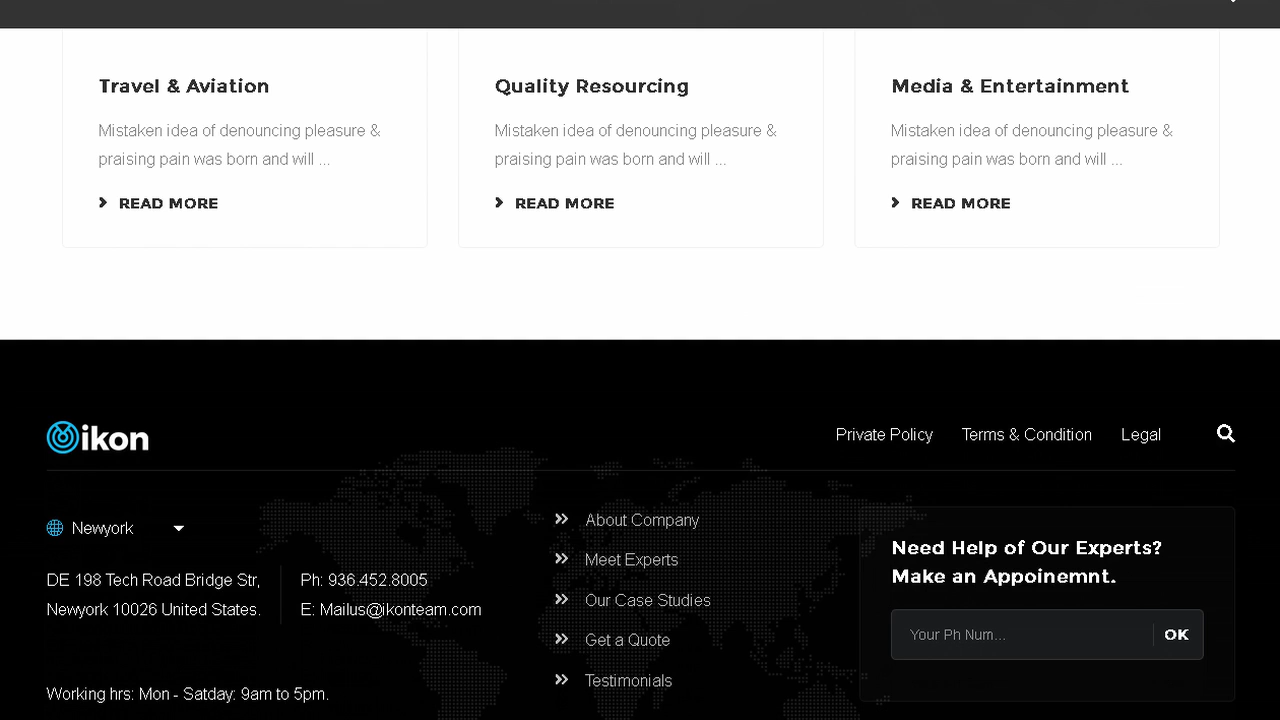 Travel & Aviation
Mistaken idea of denouncing pleasure &
praising pain was born and will ...
READ MORE
Quality Resourcing
Mistaken idea of denouncing pleasure &
praising pain was born and will ...
READ MORE
Media & Entertainment
Mistaken idea of denouncing pleasure &
praising pain was born and will ...
READ MORE
ikon
Private Policy
Terms & Condition
Legal
Newyork
DE 198 Tech Road Bridge Str,
Newyork 10026 United States.
Ph: 936.452.8005
E: Mailus@ikonteam.com
Working hrs: Mon - Satday: 9am to 5pm.
About Company
Meet Experts
Our Case Studies
Get a Quote
Testimonials
Need Help of Our Experts?
Make an Appoinemnt.
Your Ph Num...
OK